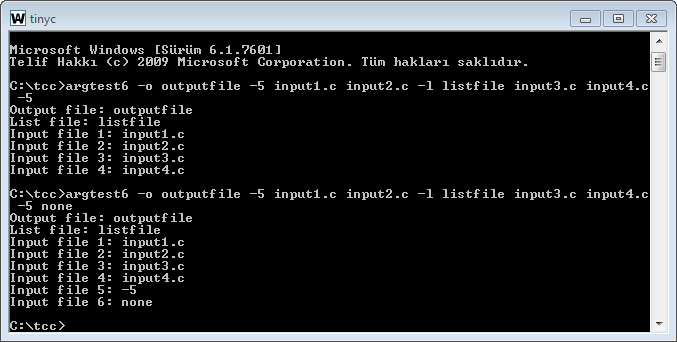 tinyc
Microsoft Windows [Sürüm 6.1.7601]
Telif Hakkı (c) 2009 Microsoft Corporation. Tüm hakları saklıdır.
C:\tcc>argtest6 -o outputfile -5 input1.c input2.c -l listfile input3.c input4.c
-5
Output file: outputfile
List file: listfile
Input file 1: input1.c
Input file 2: input2.c
Input file 3: input3.c
Input file 4: input4.c
C:\tcc>argtest6 -o outputfile -5 input1.c input2.c -l listfile input3.c input4.c
-5 none
Output file: outputfile
List file: listfile
Input file 1: input1.c
Input file 2: input2.c
Input file 3: input3.c
Input file 4: input4.c
Input file 5: -5
Input file 6: none
C:\tcc>